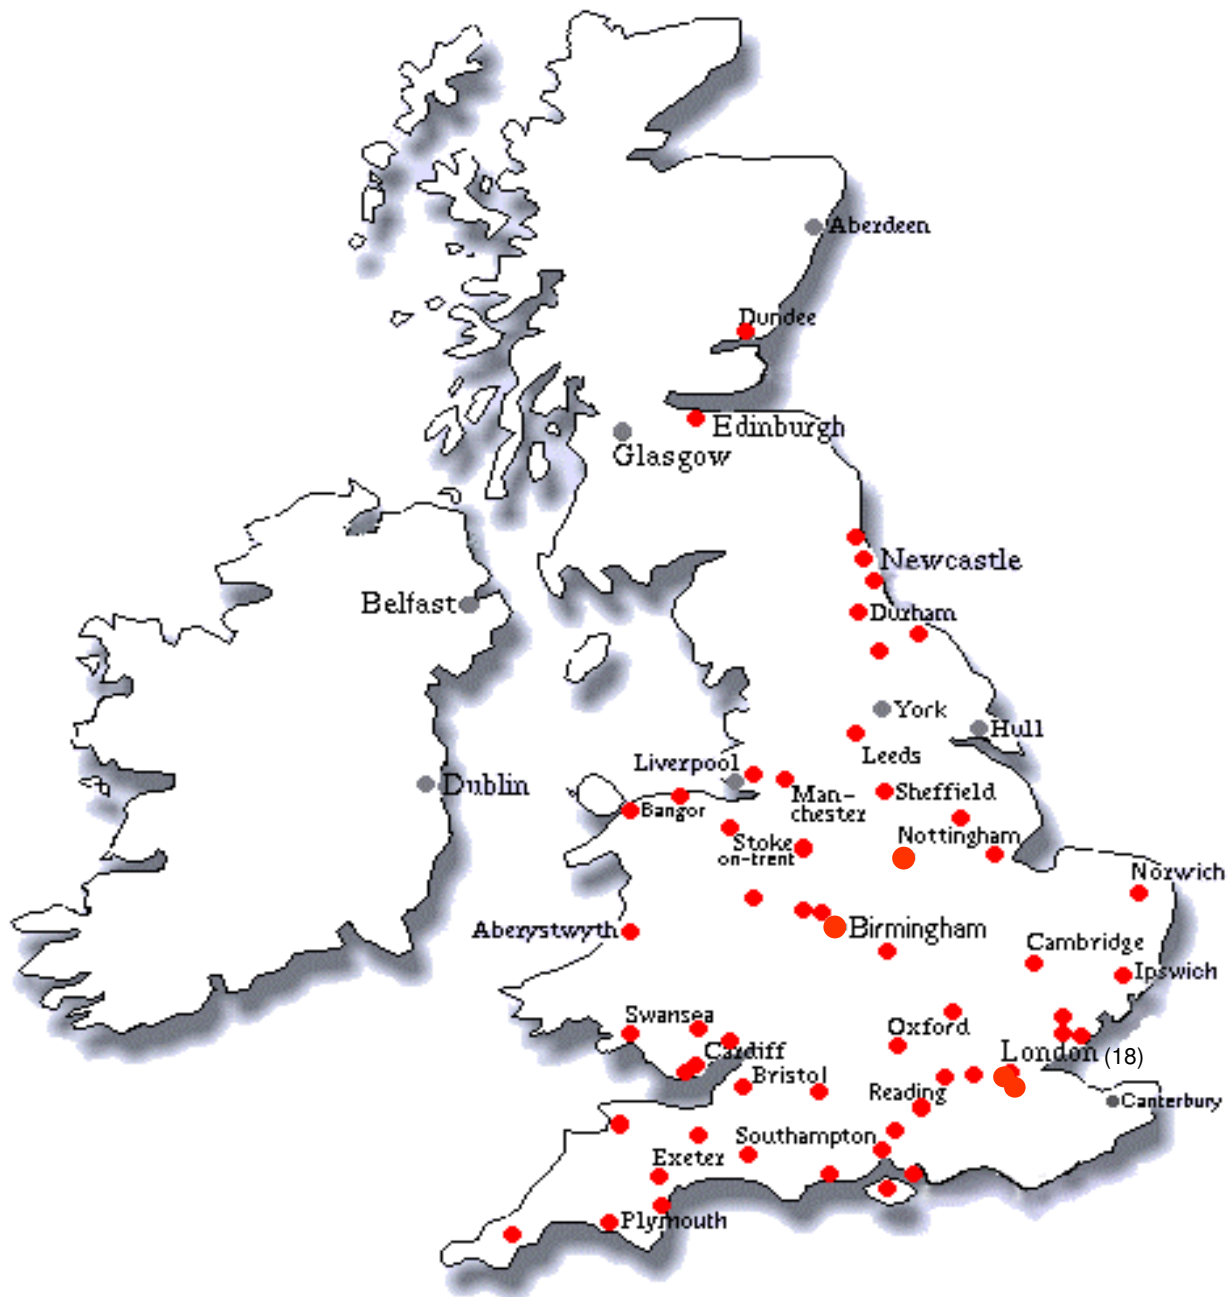 Aberdeen
Dundee
Edinburgh
Glasgow
Newcastle
Belfast
Durham
York
Hull
Leeds
Liverpool
Dublin
Man-
chester
Sheffield
Bangor
Nottingham
Stoke
on-trent
Norwich
Aberystwyth
Birmingham
Cambridge
Ipswich
Swansea
Oxford
Cardiff
London (18)
Bristol
Reading
Canterbury
Southampton
Exeter
Plymouth